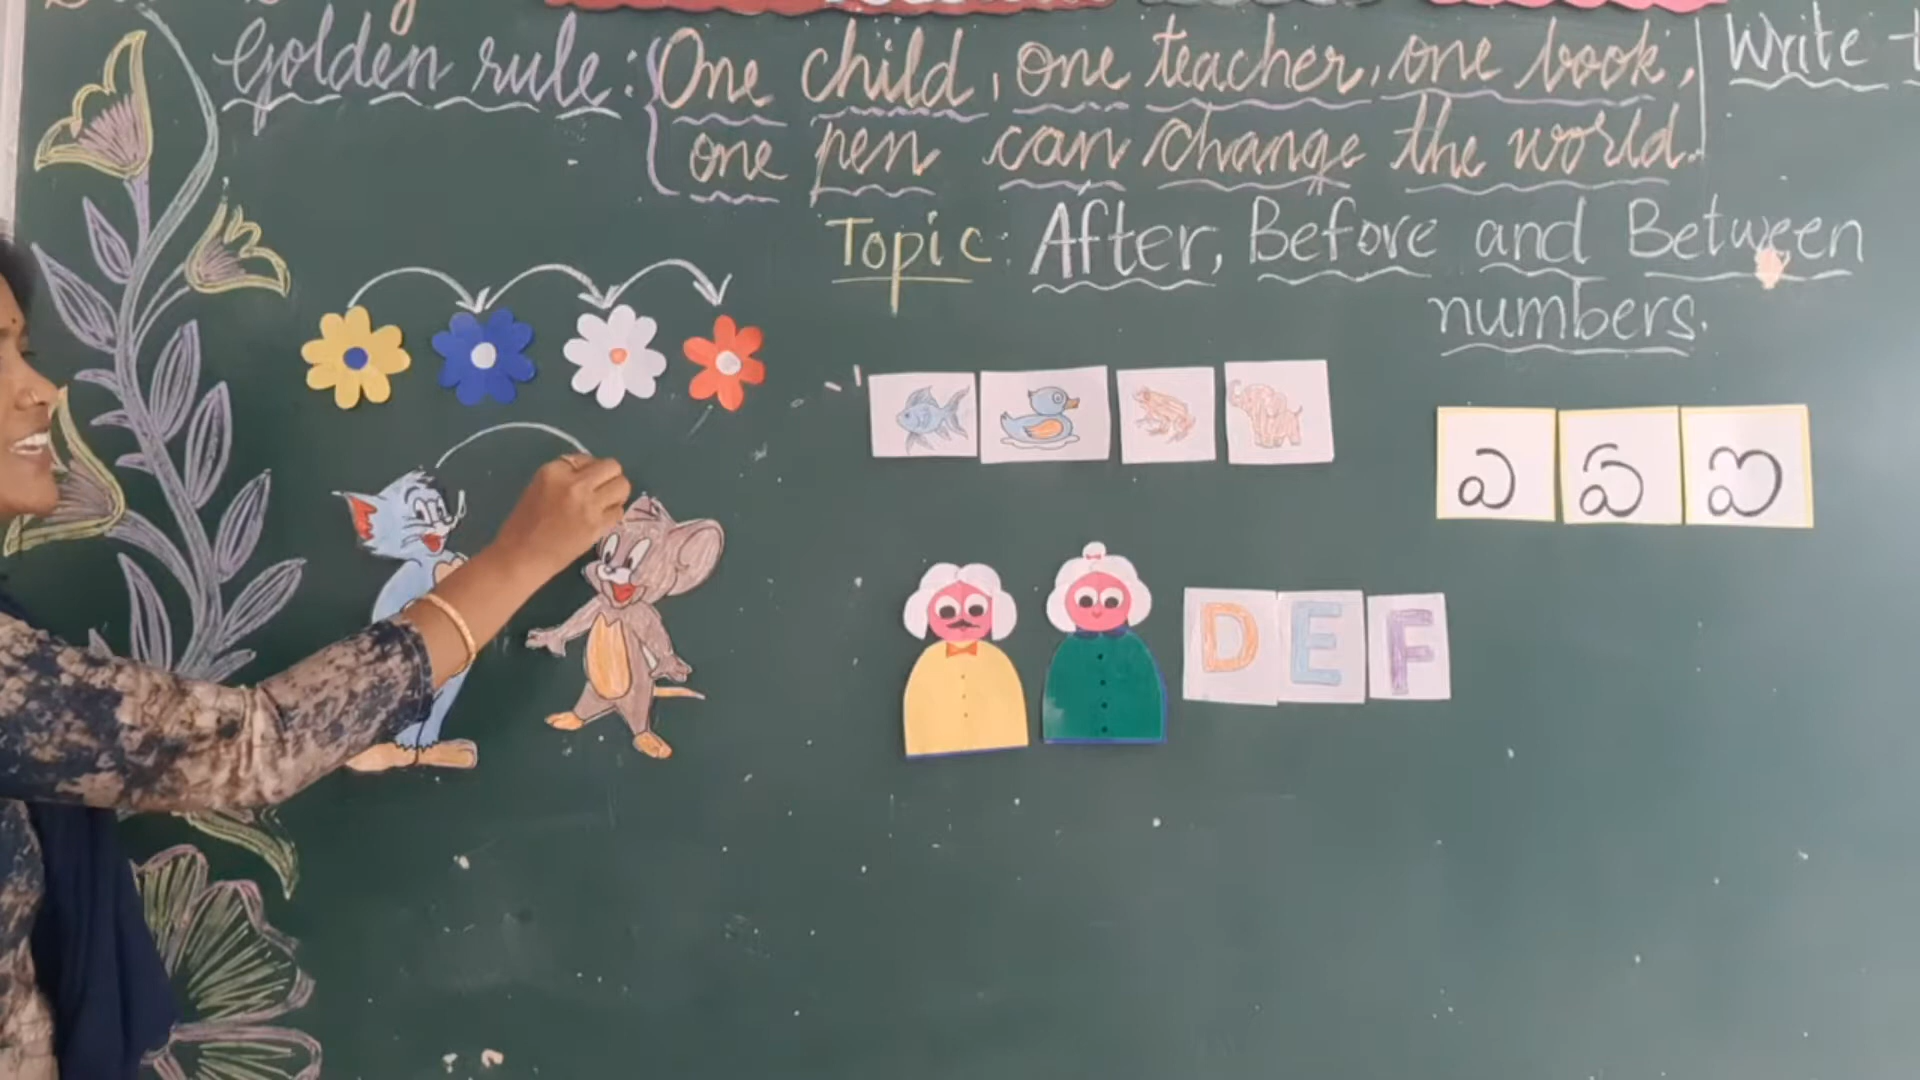 Golden rule: One child, one teacher, one book,
one pen can change the world.
Write
Topic: After, Before and Between
numbers.
ఎ ఏ ఐ
D E F